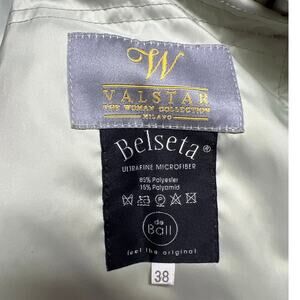 W
VALSTAR
THE WOMAN COLLECTION
MILANO
Belseta®
ULTRAFINE MICROFIBER
85% Polyester
15% Polyamid
de
Ball
feel the original
38